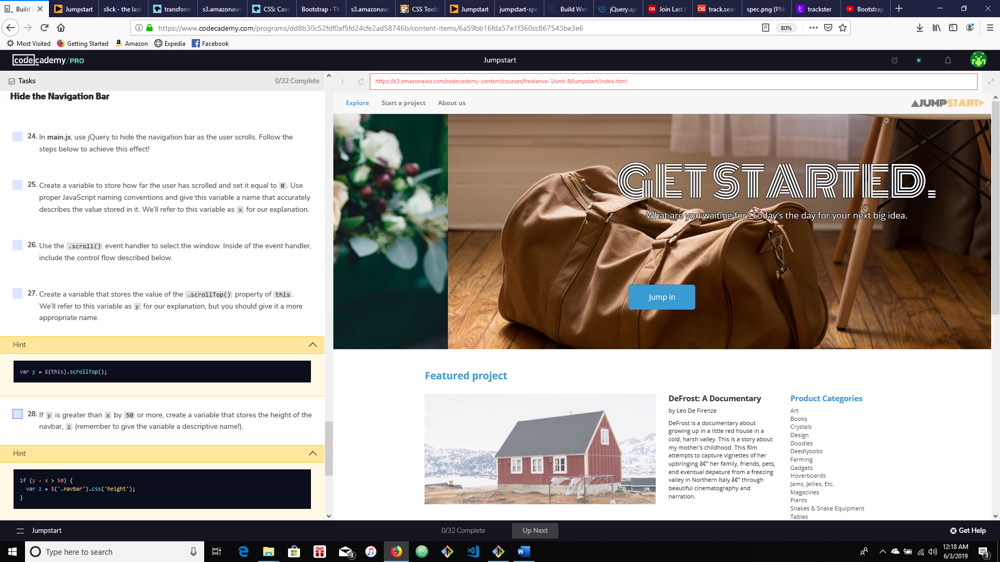 Build W
Jumpstart
slick - the last
transform
s3.amazonaws
CSS: Casc
Bootstrap · Th
s3.amazonaws
CSS Tools:
Jumpstart
jumpstart-spe
Build Web
jQuery.aja
Join Last.f
track.sear
spec.png (PN
trackster
Bootstrap
https://www.codecademy.com/programs/dd8b30c52fdf0af5fd24cfe2ad58746b/content-items/6a59bb16fda57e1f360cc867543be3e6
80%
Most Visited Getting Started Amazon Expedia Facebook
codecademy/PRO
Jumpstart
Tasks
0/32 Complete
Hide the Navigation Bar
24. In main.js, use jQuery to hide the navigation bar as the user scrolls. Follow the
steps below to achieve this effect!
25. Create a variable to store how far the user has scrolled and set it equal to 0. Use
proper JavaScript naming conventions and give this variable a name that accurately
describes the value stored in it. We'll refer to this variable as x for our explanation.
26. Use the .scroll() event handler to select the window. Inside of the event handler,
include the control flow described below.
27. Create a variable that stores the value of the .scrollTop() property of this.
We'll refer to this variable as y for our explanation, but you should give it a more
appropriate name.
Hint
var y = $(this).scrollTop();
28. If y is greater than x by 50 or more, create a variable that stores the height of the
navbar, z (remember to give the variable a descriptive name!).
Hint
if (y - x > 50) {
var z = $('.navbar').css('height');
}
https://s3.amazonaws.com/codecademy-content/courses/freelance-1/unit-8/Jumpstart/index.html
Explore Start a project About us
JUMPSTART
GET STARTED.
What are you waiting for? Today's the day for your next big idea.
Jump in
Featured project
DeFrost: A Documentary
by Leo De Firenze
DeFrost is a documentary about
growing up in a little red house in a
cold, harsh valley. This is a story about
my mother's childhood. This film
attempts to capture vignettes of her
upbringing â€” her family, friends, pets,
and eventual depature from a freezing
valley in Northern Italy â€” through
beautiful cinematography and
narration.
Product Categories
Art
Books
Crystals
Design
Doodles
Deedlybobs
Farming
Gadgets
Hoverboards
Jams, Jellies, Etc.
Magazines
Plants
Snakes & Snake Equipment
Tables
Jumpstart
0/32 Complete
Up Next
Get Help
Type here to search
3
12:18 AM
6/3/2019
3